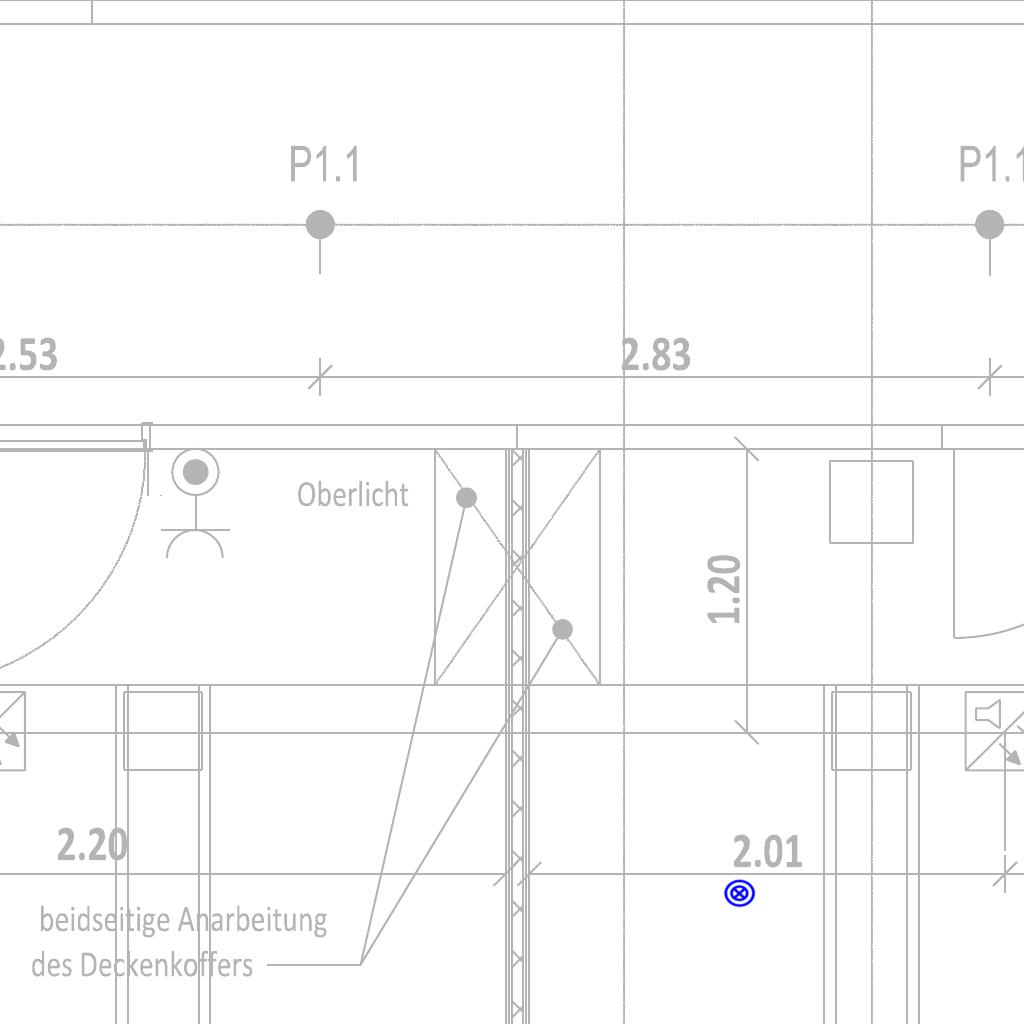 P1.1
P1.1
2.53
2.83
Oberlicht
1.20
2.20
2.01
beidseitige Anarbeitung
des Deckenkoffers